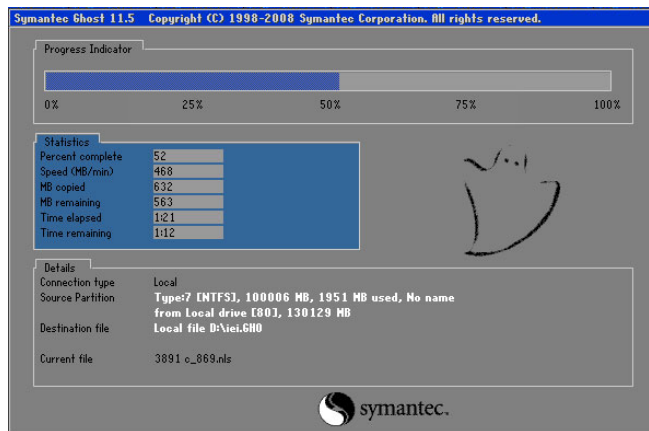 Symantec Ghost 11.5   Copyright (C) 1998-2008 Symantec Corporation. All rights reserved.
Progress Indicator
0%   25%   50%   75%   100%
Statistics
Percent complete   52
Speed (MB/min)   468
MB copied   632
MB remaining   563
Time elapsed   1:21
Time remaining   1:12
Details
Connection type   Local
Source Partition   Type:7 [NTFS], 100006 MB, 1951 MB used, No name
from Local drive [80], 130129 MB
Destination file   Local file D:\iei.GHO
Current file   3891 c_869.nls
symantec.